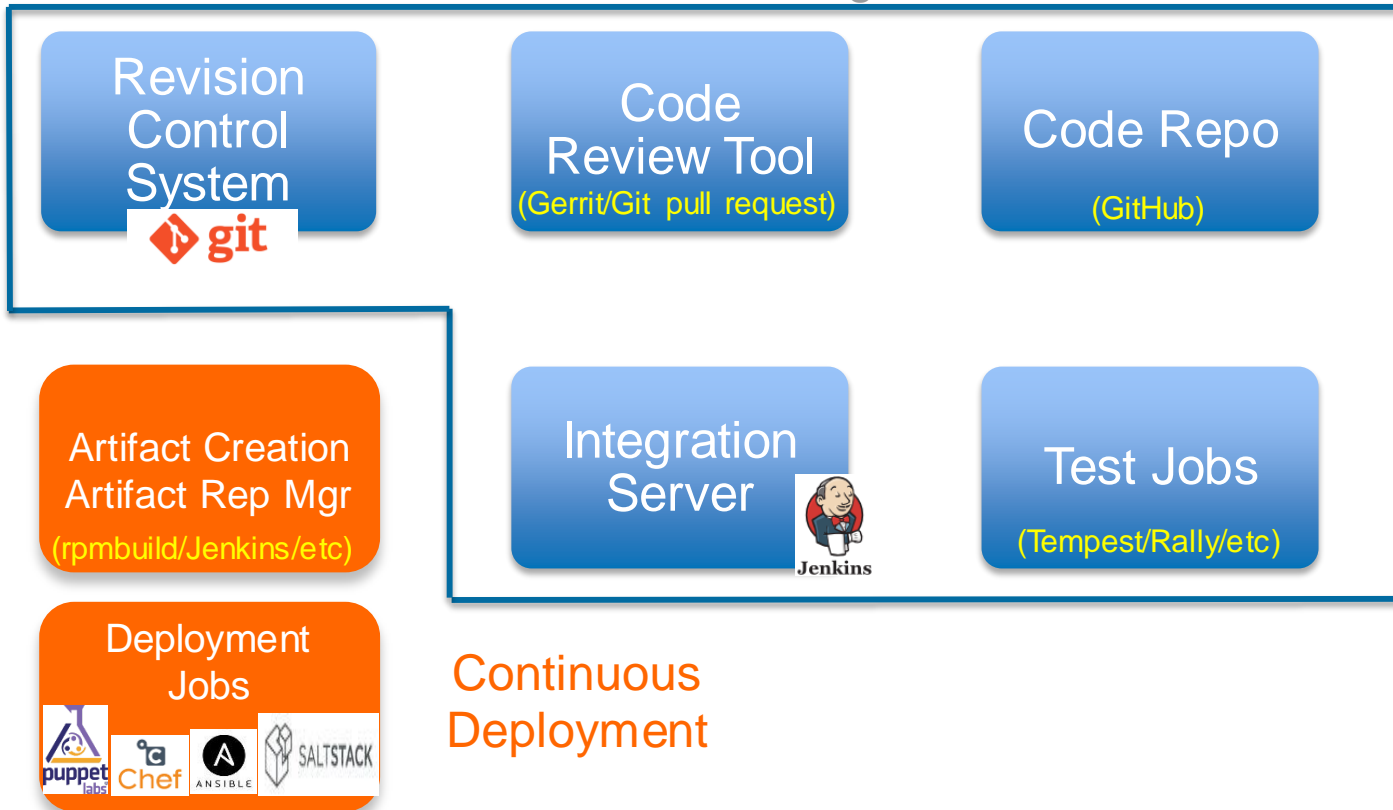 Revision
Control
System
git
Code
Review Tool
(Gerrit/Git pull request)
Code Repo
(GitHub)
Artifact Creation
Artifact Rep Mgr
(rpmbuild/Jenkins/etc)
Integration
Server
Jenkins
Test Jobs
(Tempest/Rally/etc)
Deployment
Jobs
puppet
labs
Chef
ANSIBLE
SALTSTACK
Continuous
Deployment